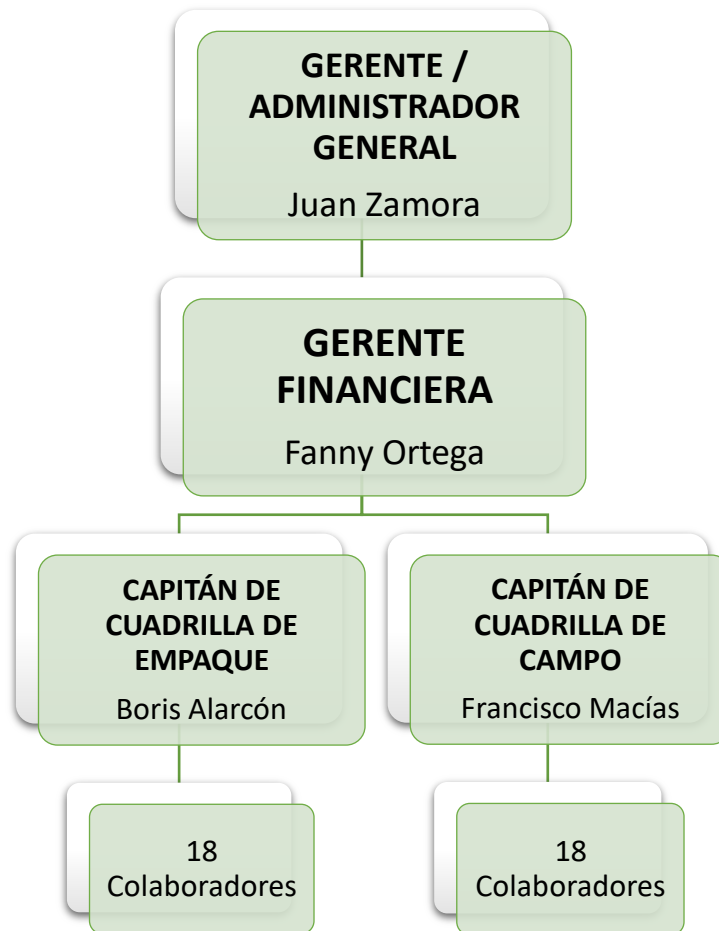 GERENTE /
ADMINISTRADOR
GENERAL
Juan Zamora
GERENTE
FINANCIERA
Fanny Ortega
CAPITÁN DE
CUADRILLA DE
EMPAQUE
Boris Alarcón
CAPITÁN DE
CUADRILLA DE
CAMPO
Francisco Macías
18
Colaboradores
18
Colaboradores